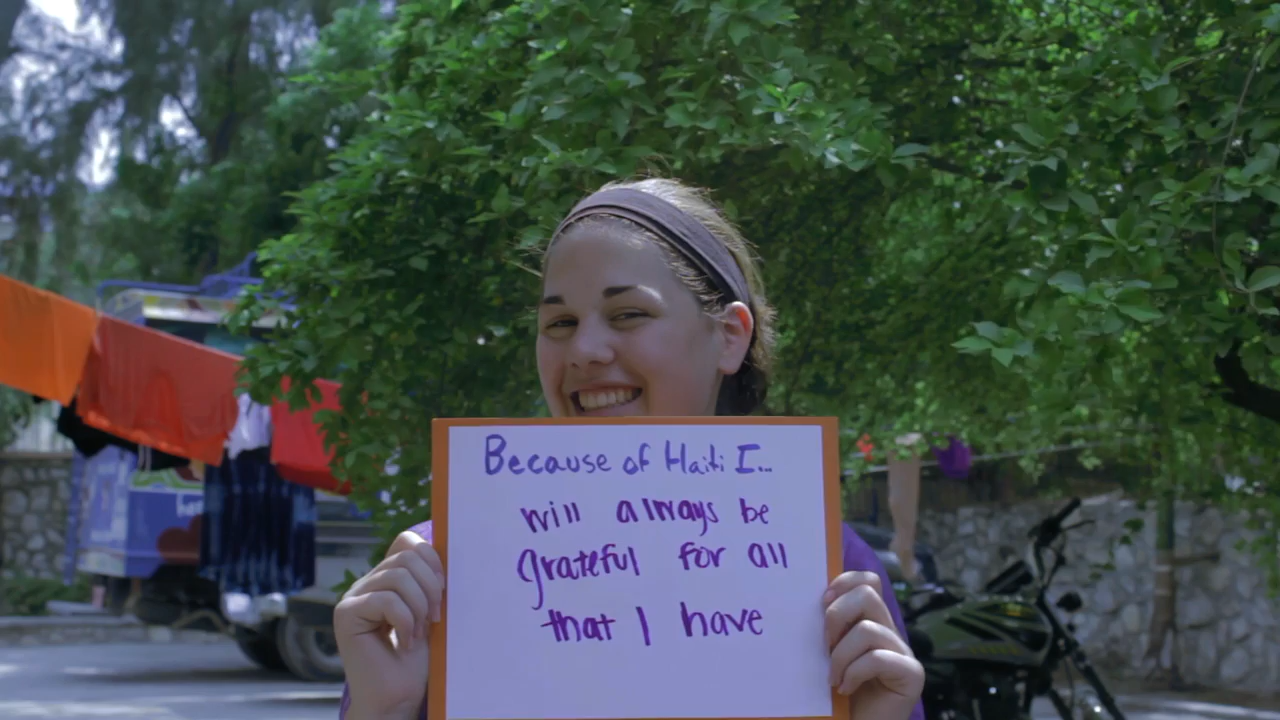 Because of Haiti I...
will always be
grateful for all
that I have